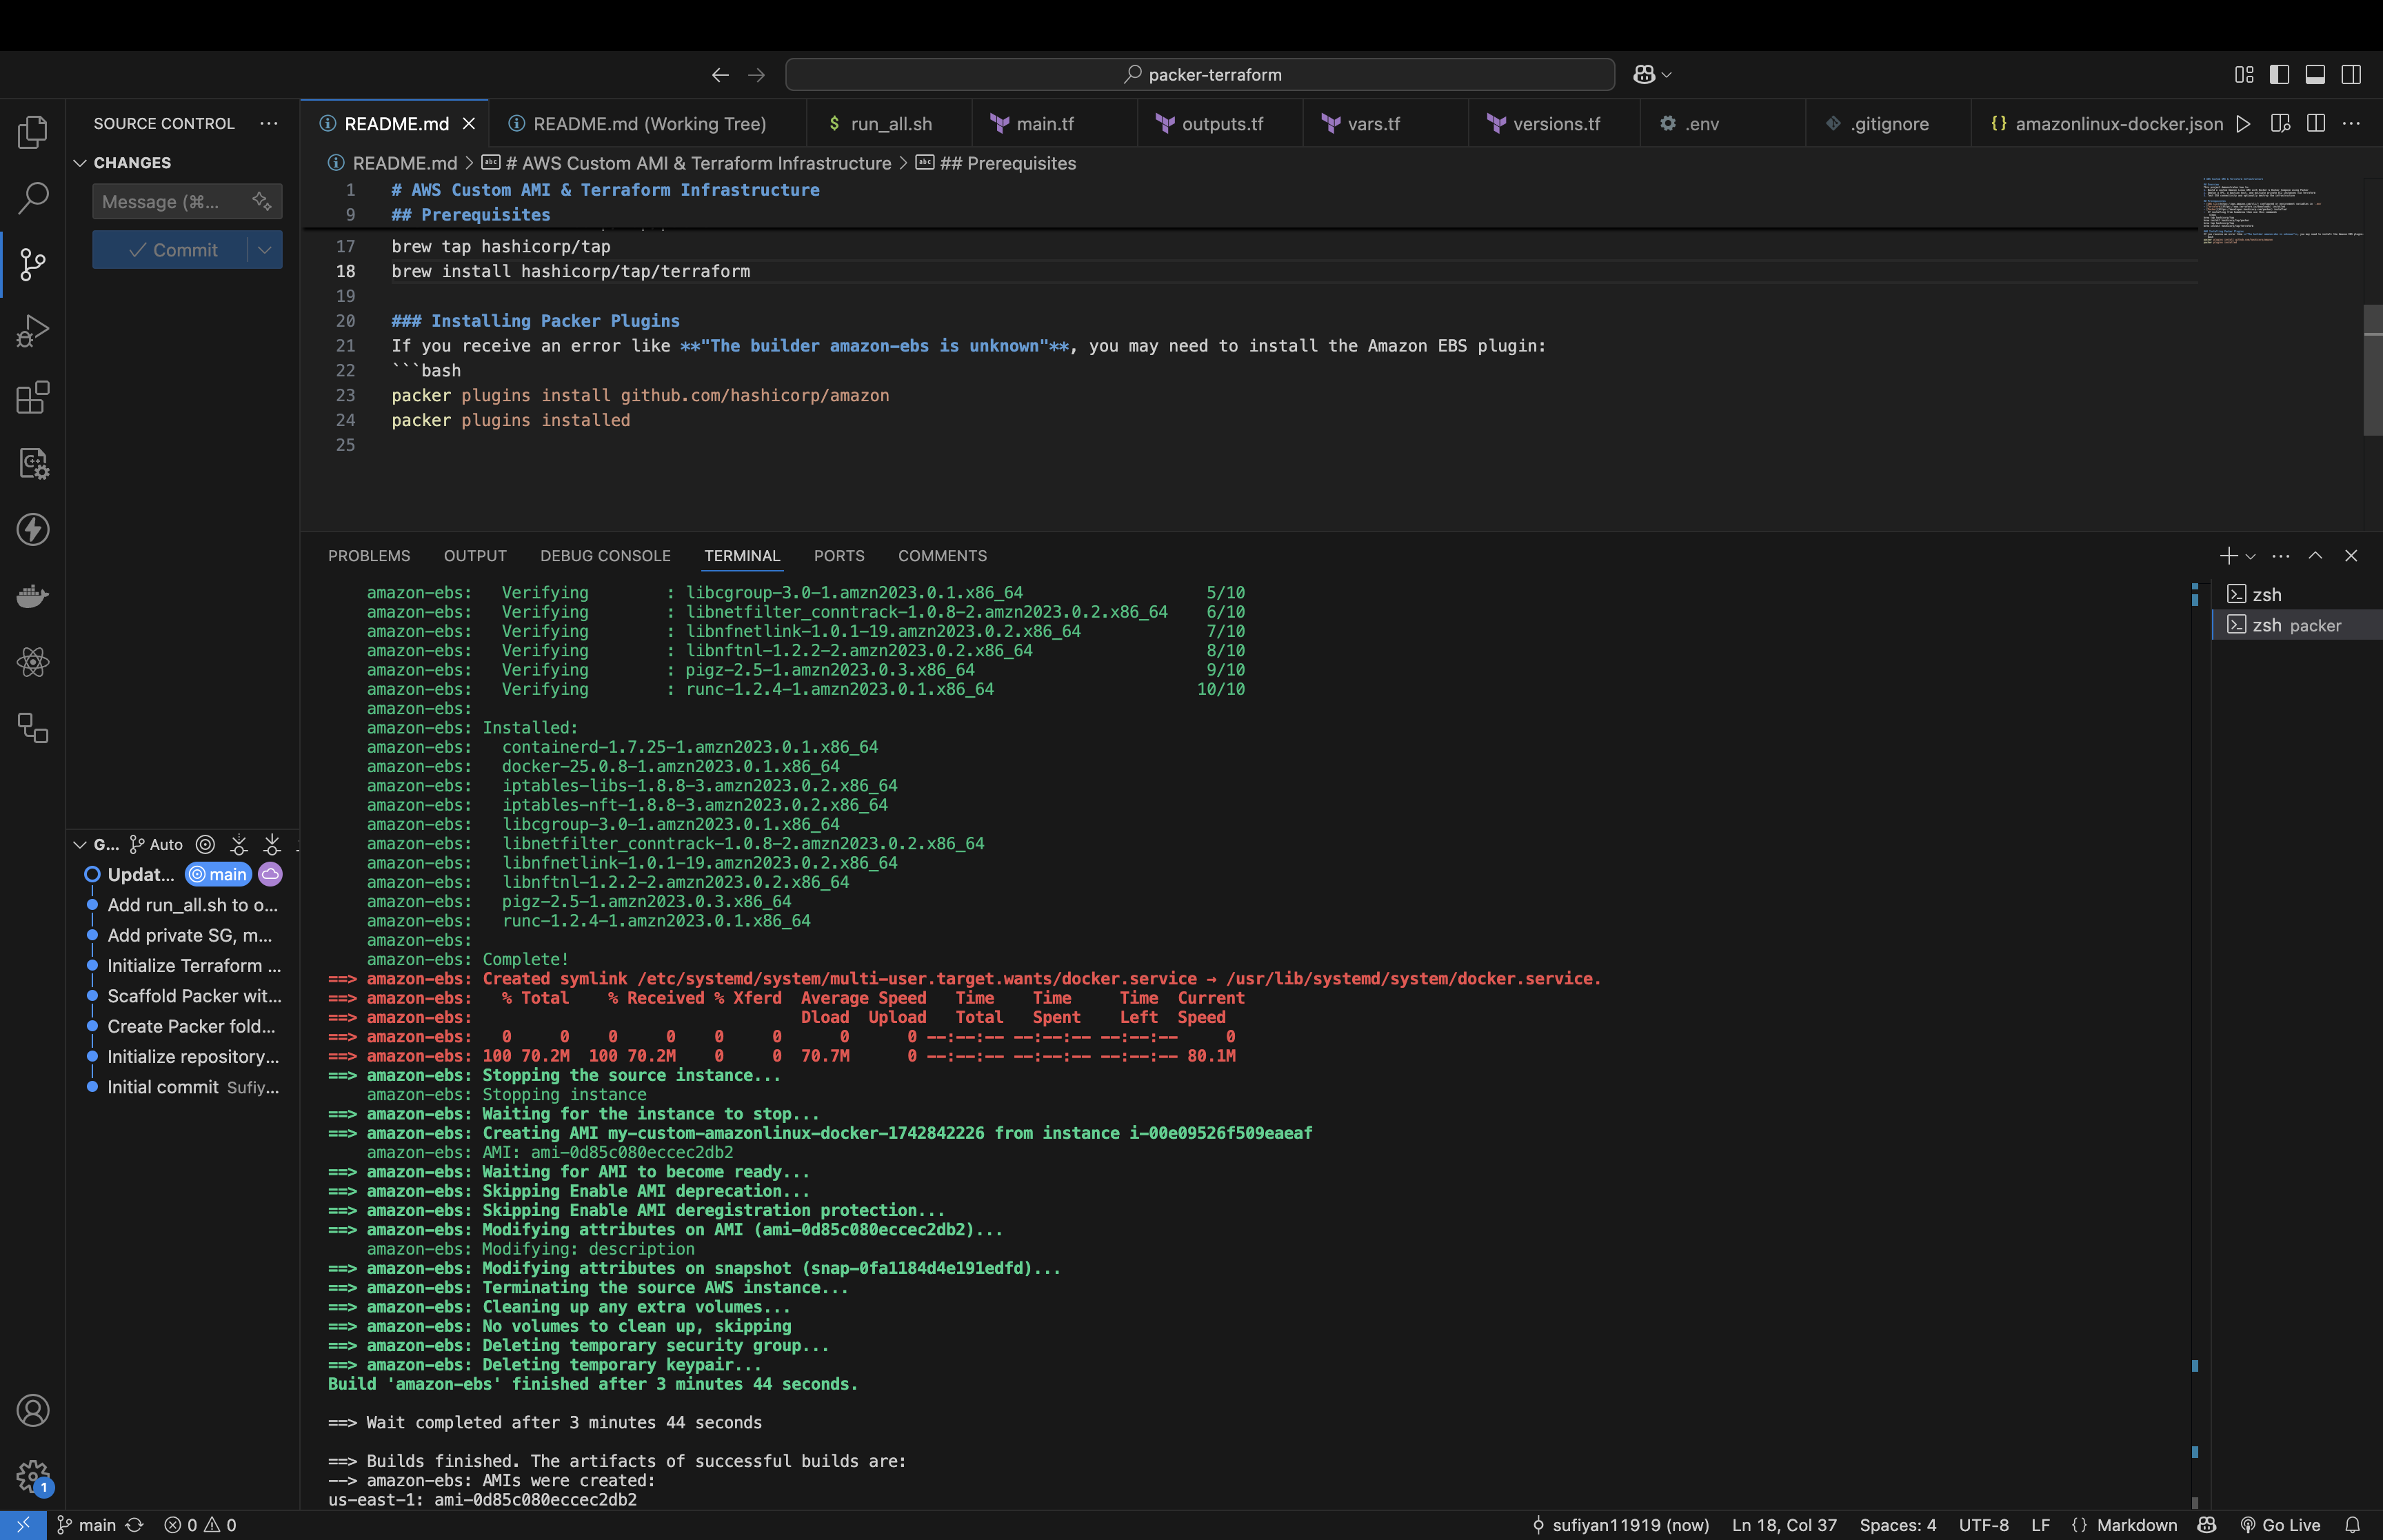 packer-terraform
SOURCE CONTROL
README.md
README.md (Working Tree)
$ run_all.sh
main.tf
outputs.tf
vars.tf
versions.tf
.env
.gitignore
{} amazonlinux-docker.json
CHANGES
Message (⌘...
Commit
README.md > # AWS Custom AMI & Terraform Infrastructure > ## Prerequisites
1 # AWS Custom AMI & Terraform Infrastructure
9 ## Prerequisites
17 brew tap hashicorp/tap
18 brew install hashicorp/tap/terraform
19
20 ### Installing Packer Plugins
21 If you receive an error like **"The builder amazon-ebs is unknown"**, you may need to install the Amazon EBS plugin:
22 ```bash
23 packer plugins install github.com/hashicorp/amazon
24 packer plugins installed
25
PROBLEMS OUTPUT DEBUG CONSOLE TERMINAL PORTS COMMENTS
zsh
zsh packer
amazon-ebs: Verifying : libcgroup-3.0-1.amzn2023.0.1.x86_64 5/10
amazon-ebs: Verifying : libnetfilter_conntrack-1.0.8-2.amzn2023.0.2.x86_64 6/10
amazon-ebs: Verifying : libnfnetlink-1.0.1-19.amzn2023.0.2.x86_64 7/10
amazon-ebs: Verifying : libnftnl-1.2.2-2.amzn2023.0.2.x86_64 8/10
amazon-ebs: Verifying : pigz-2.5-1.amzn2023.0.3.x86_64 9/10
amazon-ebs: Verifying : runc-1.2.4-1.amzn2023.0.1.x86_64 10/10
amazon-ebs:
amazon-ebs: Installed:
amazon-ebs: containerd-1.7.25-1.amzn2023.0.1.x86_64
amazon-ebs: docker-25.0.8-1.amzn2023.0.1.x86_64
amazon-ebs: iptables-libs-1.8.8-3.amzn2023.0.2.x86_64
amazon-ebs: iptables-nft-1.8.8-3.amzn2023.0.2.x86_64
amazon-ebs: libcgroup-3.0-1.amzn2023.0.1.x86_64
amazon-ebs: libnetfilter_conntrack-1.0.8-2.amzn2023.0.2.x86_64
amazon-ebs: libnfnetlink-1.0.1-19.amzn2023.0.2.x86_64
amazon-ebs: libnftnl-1.2.2-2.amzn2023.0.2.x86_64
amazon-ebs: pigz-2.5-1.amzn2023.0.3.x86_64
amazon-ebs: runc-1.2.4-1.amzn2023.0.1.x86_64
amazon-ebs:
amazon-ebs: Complete!
==> amazon-ebs: Created symlink /etc/systemd/system/multi-user.target.wants/docker.service → /usr/lib/systemd/system/docker.service.
==> amazon-ebs: % Total % Received % Xferd Average Speed Time Time Time Current
==> amazon-ebs: Dload Upload Total Spent Left Speed
==> amazon-ebs: 0 0 0 0 0 0 0 0 --:--:-- --:--:-- --:--:-- 0
==> amazon-ebs: 100 70.2M 100 70.2M 0 0 70.7M 0 --:--:-- --:--:-- --:--:-- 80.1M
==> amazon-ebs: Stopping the source instance...
amazon-ebs: Stopping instance
==> amazon-ebs: Waiting for the instance to stop...
==> amazon-ebs: Creating AMI my-custom-amazonlinux-docker-1742842226 from instance i-00e09526f509eaeaf
amazon-ebs: AMI: ami-0d85c080eccec2db2
==> amazon-ebs: Waiting for AMI to become ready...
==> amazon-ebs: Skipping Enable AMI deprecation...
==> amazon-ebs: Skipping Enable AMI deregistration protection...
==> amazon-ebs: Modifying attributes on AMI (ami-0d85c080eccec2db2)...
amazon-ebs: Modifying: description
==> amazon-ebs: Modifying attributes on snapshot (snap-0fa1184d4e191edfd)...
==> amazon-ebs: Terminating the source AWS instance...
==> amazon-ebs: Cleaning up any extra volumes...
==> amazon-ebs: No volumes to clean up, skipping
==> amazon-ebs: Deleting temporary security group...
==> amazon-ebs: Deleting temporary keypair...
Build 'amazon-ebs' finished after 3 minutes 44 seconds.
==> Wait completed after 3 minutes 44 seconds
==> Builds finished. The artifacts of successful builds are:
--> amazon-ebs: AMIs were created:
us-east-1: ami-0d85c080eccec2db2
G... Auto
Updat... main
Add run_all.sh to o...
Add private SG, m...
Initialize Terraform ...
Scaffold Packer wit...
Create Packer fold...
Initialize repository...
Initial commit Sufiy...
1
main 0 0
sufiyan11919 (now) Ln 18, Col 37 Spaces: 4 UTF-8 LF {} Markdown Go Live